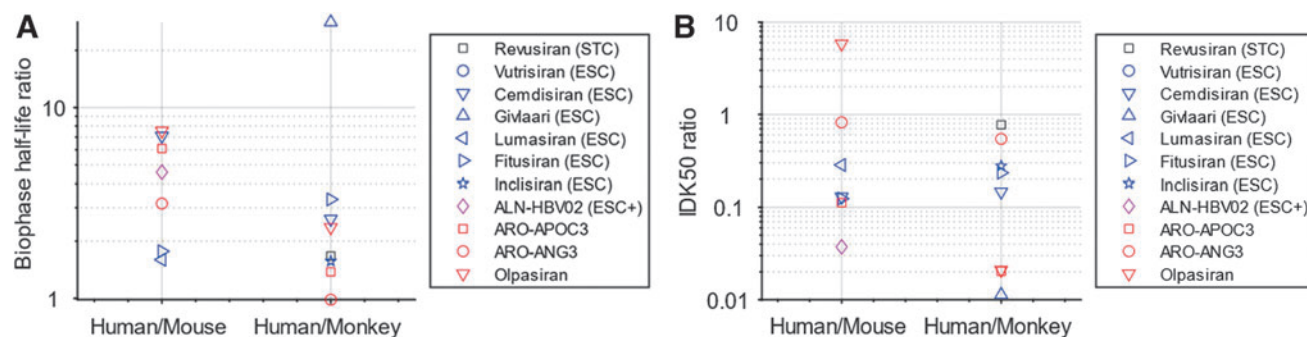 A
Biophase half-life ratio
10
1
Human/Mouse
Human/Monkey
Revusiran (STC)
Vutrisiran (ESC)
Cemdisiran (ESC)
Givlaari (ESC)
Lumasiran (ESC)
Fitusiran (ESC)
Inclisiran (ESC)
ALN-HBV02 (ESC+)
ARO-APOC3
ARO-ANG3
Olpasiran
B
IDK50 ratio
10
1
0.1
0.01
Human/Mouse
Human/Monkey
Revusiran (STC)
Vutrisiran (ESC)
Cemdisiran (ESC)
Givlaari (ESC)
Lumasiran (ESC)
Fitusiran (ESC)
Inclisiran (ESC)
ALN-HBV02 (ESC+)
ARO-APOC3
ARO-ANG3
Olpasiran